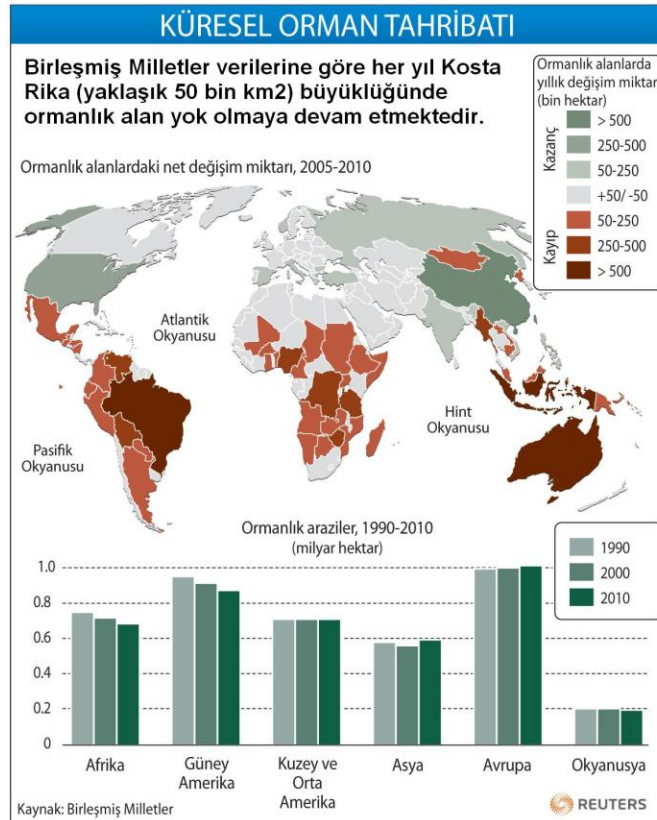 KÜRESEL ORMAN TAHRİBATI
Birleşmiş Milletler verilerine göre her yıl Kosta
Rika (yaklaşık 50 bin km2) büyüklüğünde
ormanlık alan yok olmaya devam etmektedir.
Ormanlık alanlarda
yıllık değişim miktar
(bin hektar)
Kazanç
> 500
250-500
50-250
+50/ -50
Kayıp
50-250
250-500
> 500
Ormanlık alanlardaki net değişim miktarı, 2005-2010
Atlantik
Okyanusu
Pasifik
Okyanusu
Hint
Okyanusu
Ormanlık araziler, 1990-2010
(milyar hektar)
1990
2000
2010
1.0
0.8
0.6
0.4
0.2
0
Afrika
Güney
Amerika
Kuzey ve
Orta
Amerika
Asya
Avrupa
Okyanusya
Kaynak: Birleşmiş Milletler
REUTERS